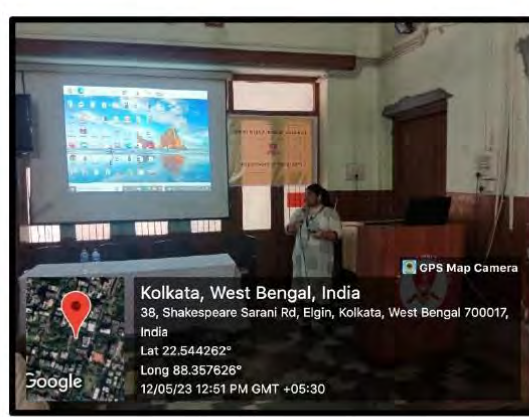 GPS Map Camera
Kolkata, West Bengal, India
38, Shakespeare Sarani Rd, Elgin, Kolkata, West Bengal 700017,
India
Lat 22.544262°
Long 88.357626°
12/05/23 12:51 PM GMT +05:30
Google